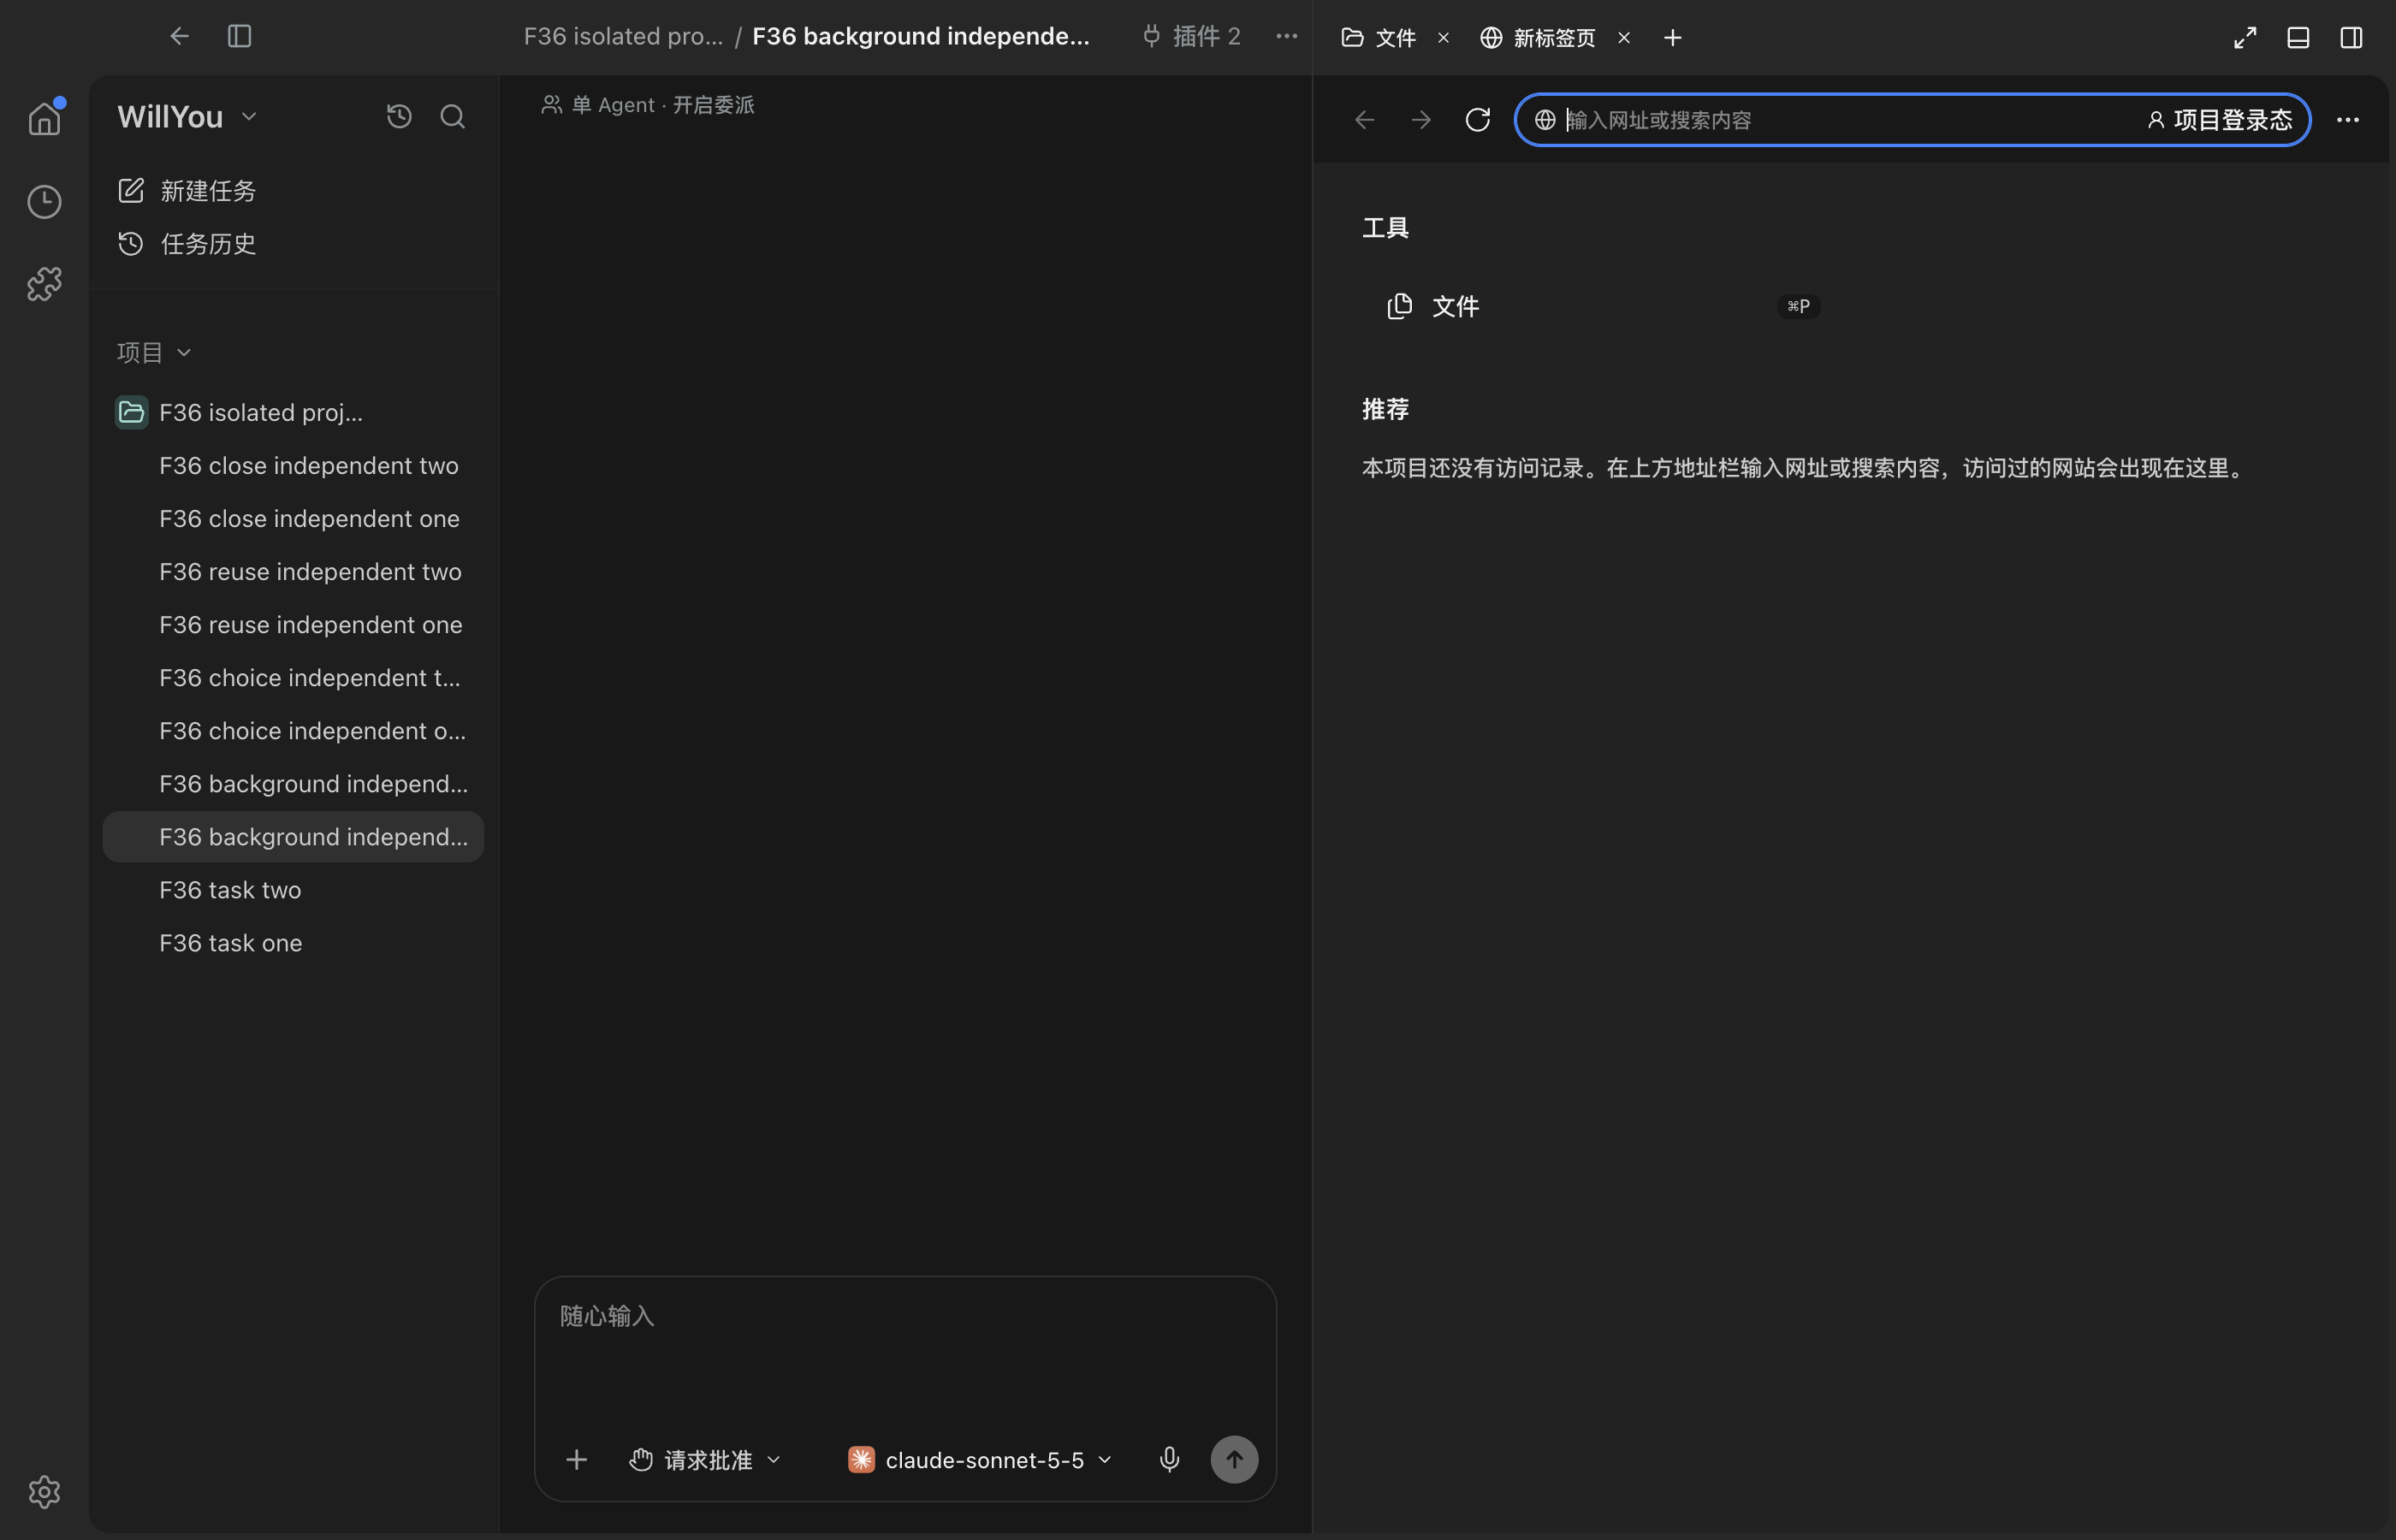 F36 isolated pro... / F36 background independe...
插件 2
文件
新标签页
WillYou
新建任务
任务历史
项目
F36 isolated proj...
F36 close independent two
F36 close independent one
F36 reuse independent two
F36 reuse independent one
F36 choice independent t...
F36 choice independent o...
F36 background independ...
F36 background independ...
F36 task two
F36 task one
单 Agent · 开启委派
随心输入
请求批准
claude-sonnet-5-5
输入网址或搜索内容
项目登录态
工具
文件
⌘P
推荐
本项目还没有访问记录。在上方地址栏输入网址或搜索内容，访问过的网站会出现在这里。